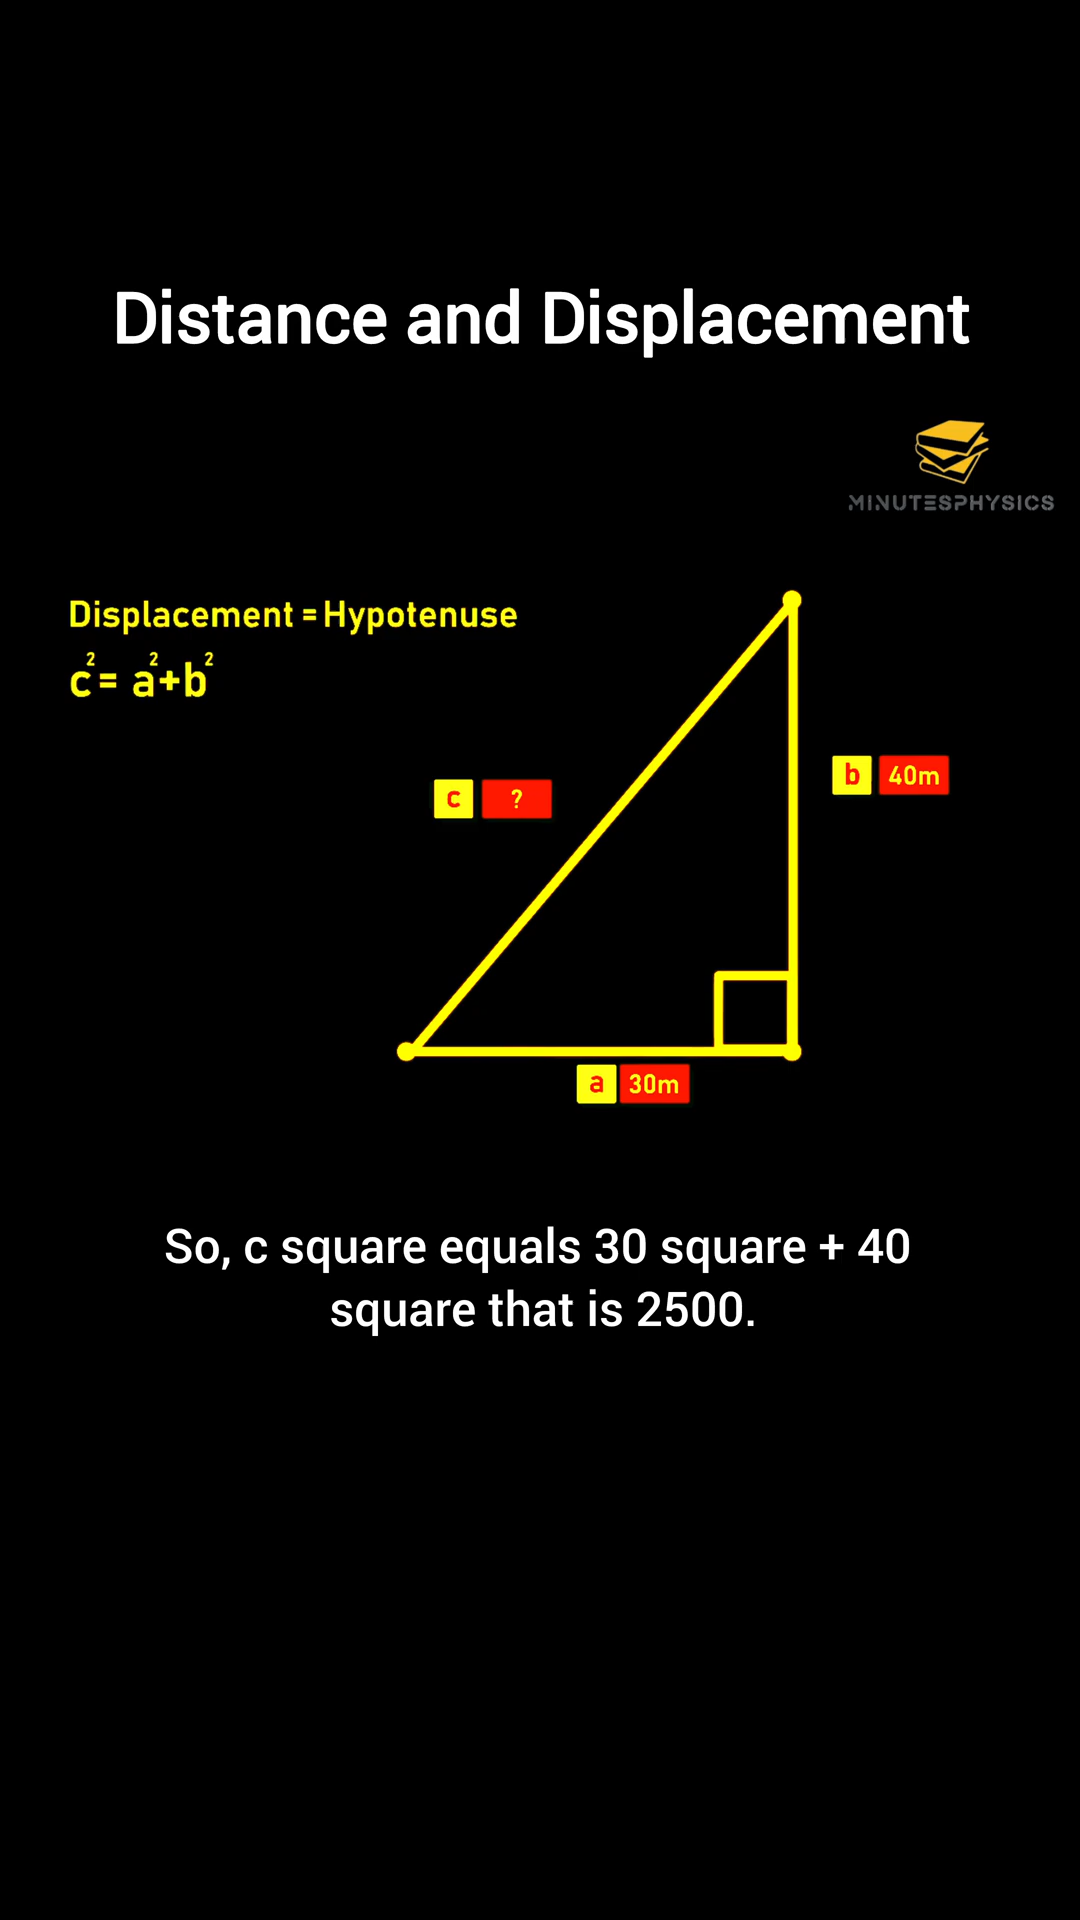 Distance and Displacement
MINUTESPHYSICS
Displacement = Hypotenuse
c² = a²+b²
b 40m
c ?
a 30m
So, c square equals 30 square + 40
square that is 2500.